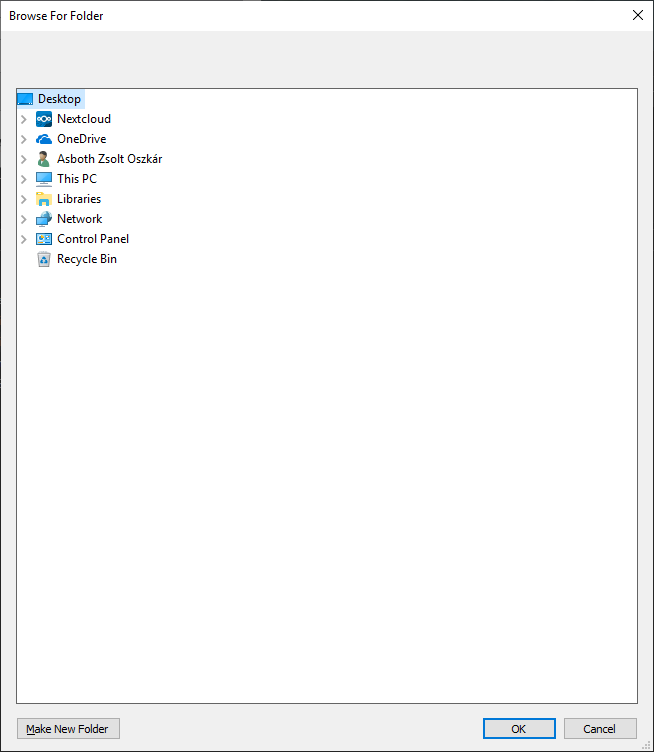 Browse For Folder
Desktop
Nextcloud
OneDrive
Asboth Zsolt Oszkár
This PC
Libraries
Network
Control Panel
Recycle Bin
Make New Folder
OK
Cancel